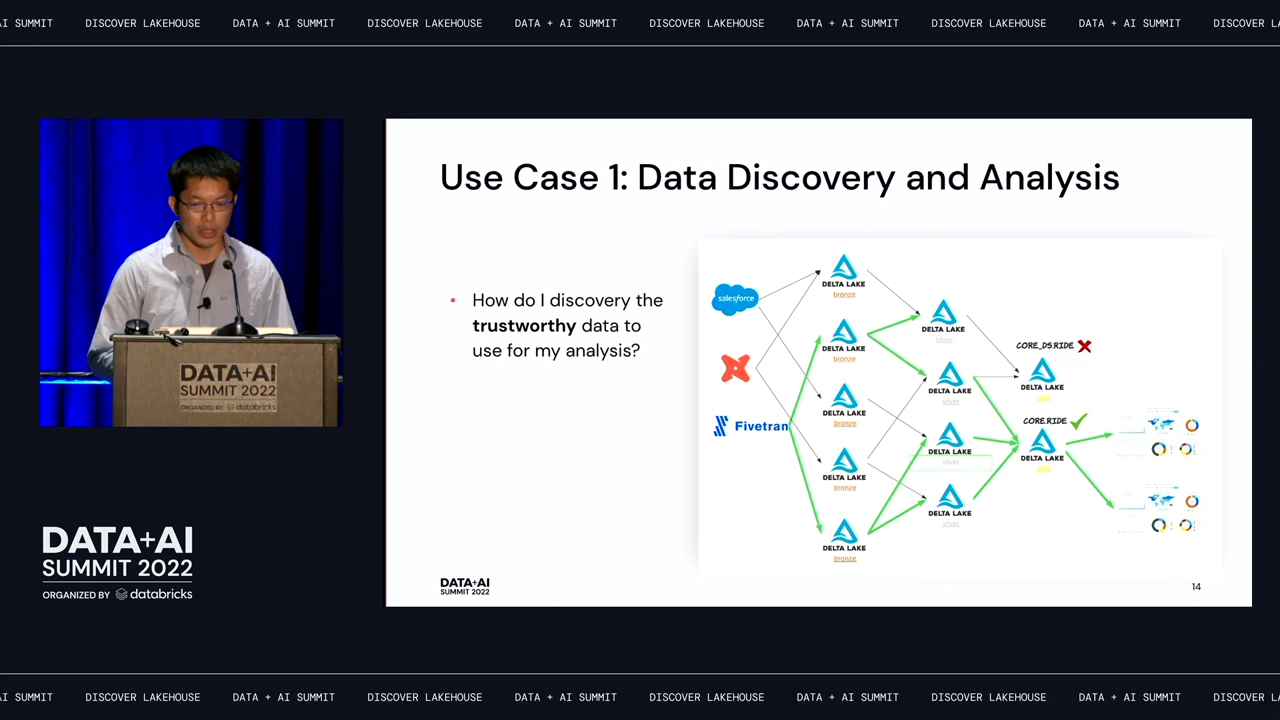 AI SUMMIT DISCOVER LAKEHOUSE DATA + AI SUMMIT DISCOVER LAKEHOUSE DATA + AI SUMMIT DISCOVER LAKEHOUSE DATA + AI SUMMIT DISCOVER LAKEHOUSE DATA + AI SUMMIT DISCOVER
Use Case 1: Data Discovery and Analysis
• How do I discovery the
trustworthy data to
use for my analysis?
salesforce
Fivetran
DELTA LAKE
bronze
DELTA LAKE
bronze
DELTA LAKE
bronze
DELTA LAKE
bronze
DELTA LAKE
bronze
DELTA LAKE
silver
DELTA LAKE
silver
DELTA LAKE
silver
DELTA LAKE
silver
CORE_DS.RIDE
DELTA LAKE
CORE.RIDE
DELTA LAKE
DATA+AI
SUMMIT 2022
ORGANIZED BY databricks
DATA+AI
SUMMIT 2022
ORGANIZED BY databricks
DATA+AI
SUMMIT 2022
14
AI SUMMIT DISCOVER LAKEHOUSE DATA + AI SUMMIT DISCOVER LAKEHOUSE DATA + AI SUMMIT DISCOVER LAKEHOUSE DATA + AI SUMMIT DISCOVER LAKEHOUSE DATA + AI SUMMIT DISCOVER